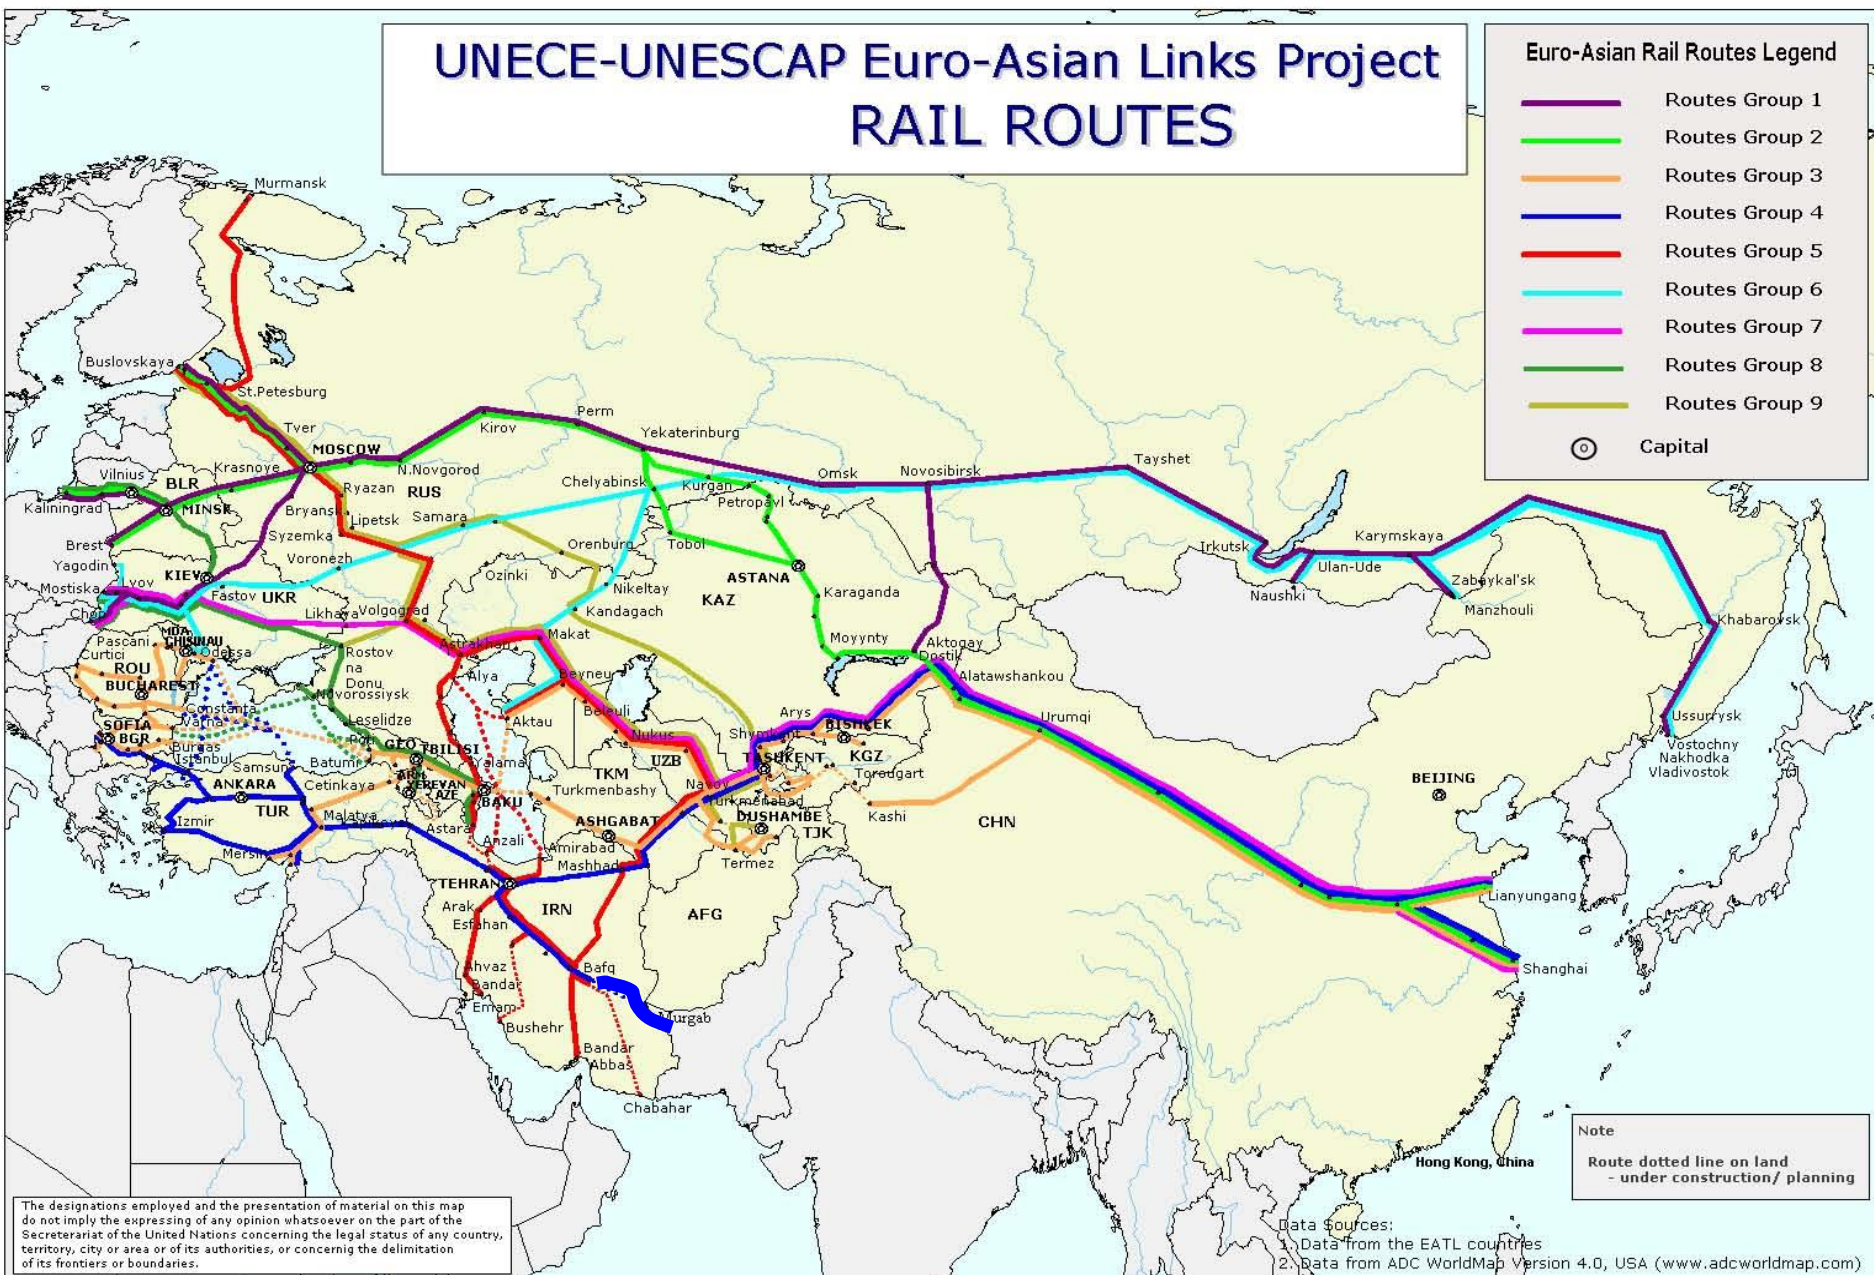 UNECE-UNESCAP Euro-Asian Links Project
RAIL ROUTES
Euro-Asian Rail Routes Legend
Routes Group 1
Routes Group 2
Routes Group 3
Routes Group 4
Routes Group 5
Routes Group 6
Routes Group 7
Routes Group 8
Routes Group 9
Capital
Murmansk
Buslovskaya
St.Petesburg
Tver
MOSCOW
Kirov
Perm
Yekaterinburg
N.Novgorod
Krasnoye
Vilnius
BLR
Kaliningrad
MINSK
Ryazan
RUS
Bryansk
Lipetsk
Samara
Chelyabinsk
Kurgan
Petropavl
Omsk
Novosibirsk
Tayshet
Brest
Syzemka
Voronezh
Yagodin
Orenburg
Tobol
Ozinki
ASTANA
KAZ
Irkutsk
Karymskaya
Ulan-Ude
Naushki
Zabaykal'sk
Manzhouli
Khabarovsk
Mostiska
Lvov
KIEV
Fastov
UKR
Likhaya
Volgograd
Nikeltay
Kandagach
Karaganda
Chop
MDA
CHISINAU
Odessa
Pascani
Curtici
ROU
BUCHAREST
Rostov
na
Donu
Astrakhan
Makat
Moyynty
Aktogay
Dostik
Alya
Beyneu
Alatawshankou
Novorossiysk
Constanta
Varna
SOFIA
BGR
Burgas
Istanbul
Leselidze
Aktau
Beleuli
Nukus
Arys
BISHKEK
Urumqi
Ussurrysk
Vostochny
Nakhodka
Vladivostok
Poti
GEO
TBILISI
Samsun
Batumi
Yalama
Shymkent
TASHKENT
KGZ
UZB
TKM
Torougart
BEIJING
ANKARA
TUR
Cetinkaya
ARM
YEREVAN
AZE
BAKU
Turkmenbashy
Navoy
Turkmenabad
Kashi
CHN
Izmir
Malatya
Astara
Anzali
ASHGABAT
Amirabad
Mashhad
DUSHAMBE
TJK
Termez
Mersin
TEHRAN
IRN
AFG
Arak
Esfahan
Lianyungang
Ahvaz
Bandar
Emam
Bafq
Bushehr
Murgab
Shanghai
Bandar
Abbas
Chabahar
Hong Kong, China
Note
Route dotted line on land
- under construction/ planning
The designations employed and the presentation of material on this map
do not imply the expressing of any opinion whatsoever on the part of the
Secreterariat of the United Nations concerning the legal status of any country,
territory, city or area or of its authorities, or concernig the delimitation
of its frontiers or boundaries.
Data Sources:
1. Data from the EATL countries
2. Data from ADC WorldMap Version 4.0, USA (www.adcworldmap.com)